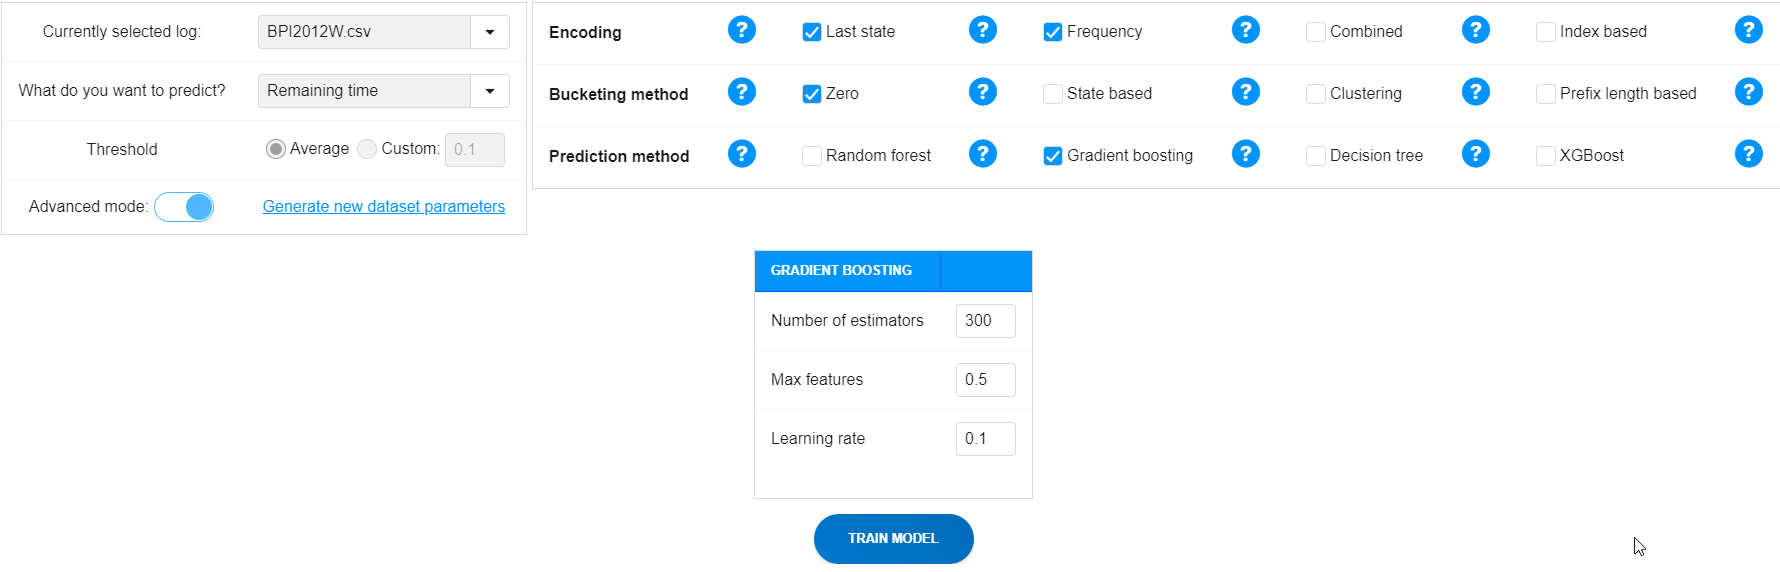 Currently selected log: BPI2012W.csv
What do you want to predict? Remaining time
Threshold Average Custom: 0.1
Advanced mode: Generate new dataset parameters
Encoding ? Last state ? Frequency ? Combined ? Index based ?
Bucketing method ? Zero ? State based ? Clustering ? Prefix length based ?
Prediction method ? Random forest ? Gradient boosting ? Decision tree ? XGBoost ?
GRADIENT BOOSTING
Number of estimators 300
Max features 0.5
Learning rate 0.1
TRAIN MODEL